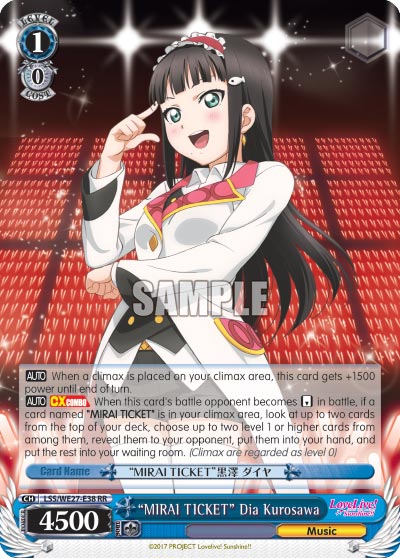 LEVEL
1
0
COST
SAMPLE
AUTO When a climax is placed on your climax area, this card gets +1500
power until end of turn.
AUTO CXCOMBO When this card's battle opponent becomes in battle, if a
card named "MIRAI TICKET" is in your climax area, look at up to two cards
from the top of your deck, choose up to two level 1 or higher cards from
among them, reveal them to your opponent, put them into your hand, and
put the rest into your waiting room. (Climax are regarded as level 0)
Card Name
"MIRAI TICKET"黒澤 ダイヤ
CH LSS/WE27-E38 RR
"MIRAI TICKET" Dia Kurosawa
LoveLive!
Sunshine!!
POWER
4500
SOUL
Music
©2017 PROJECT Lovelive! Sunshine!!